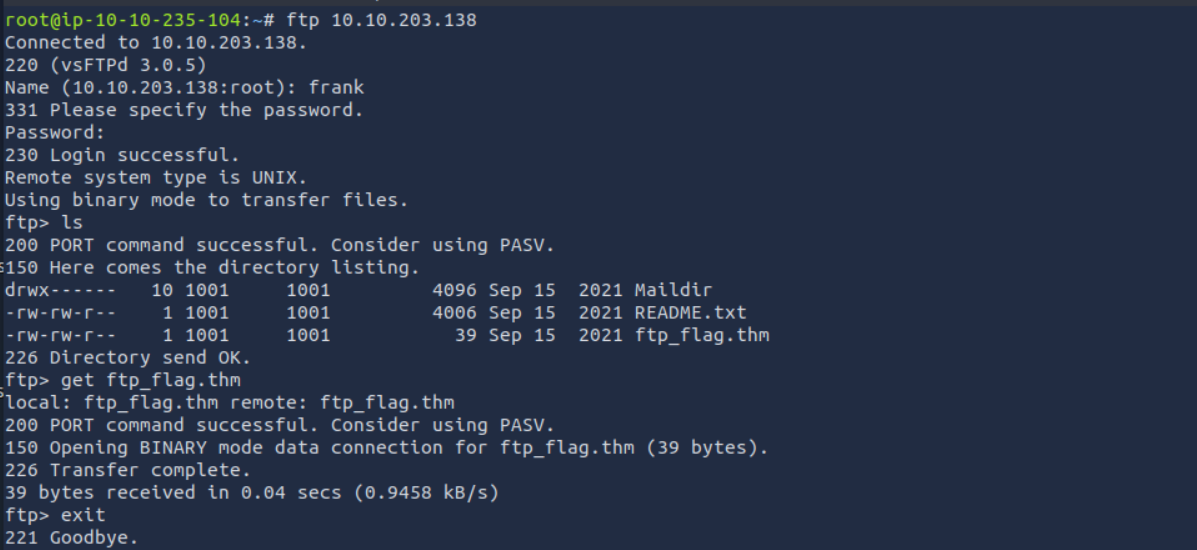 root@ip-10-10-235-104:~# ftp 10.10.203.138
Connected to 10.10.203.138.
220 (vsFTPd 3.0.5)
Name (10.10.203.138:root): frank
331 Please specify the password.
Password:
230 Login successful.
Remote system type is UNIX.
Using binary mode to transfer files.
ftp> ls
200 PORT command successful. Consider using PASV.
150 Here comes the directory listing.
drwx------   10 1001     1001         4096 Sep 15  2021 Maildir
-rw-rw-r--    1 1001     1001         4006 Sep 15  2021 README.txt
-rw-rw-r--    1 1001     1001           39 Sep 15  2021 ftp_flag.thm
226 Directory send OK.
ftp> get ftp_flag.thm
local: ftp_flag.thm remote: ftp_flag.thm
200 PORT command successful. Consider using PASV.
150 Opening BINARY mode data connection for ftp_flag.thm (39 bytes).
226 Transfer complete.
39 bytes received in 0.04 secs (0.9458 kB/s)
ftp> exit
221 Goodbye.